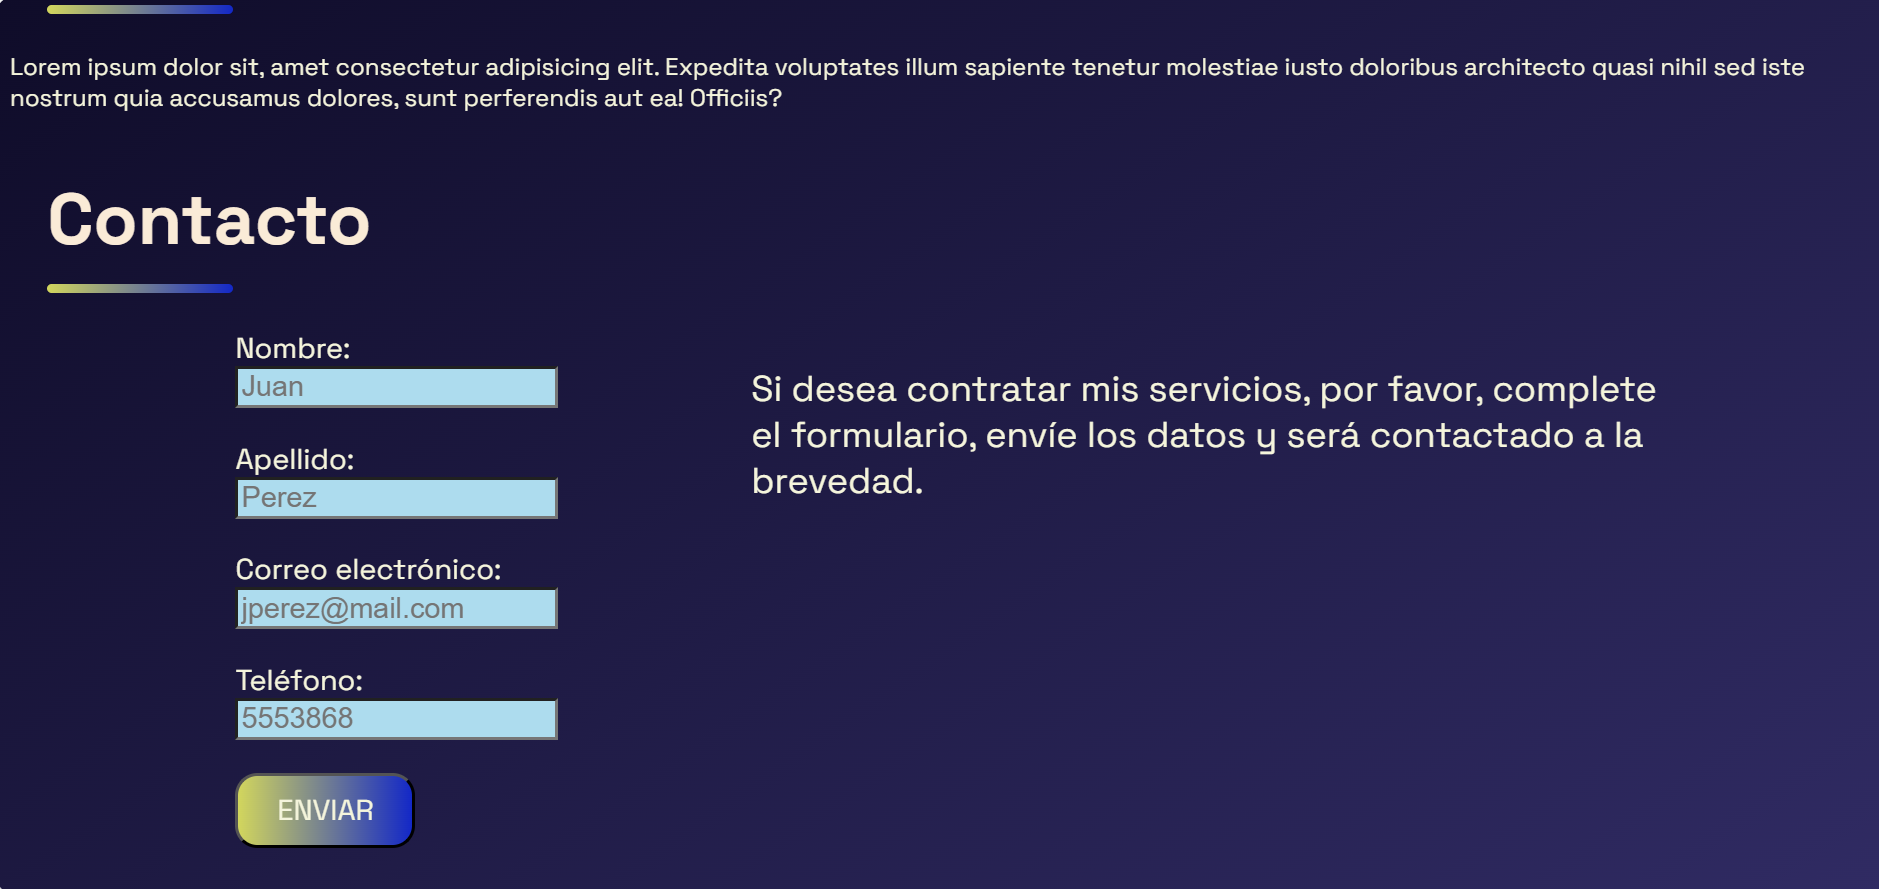 Lorem ipsum dolor sit, amet consectetur adipisicing elit. Expedita voluptates illum sapiente tenetur molestiae iusto doloribus architecto quasi nihil sed iste
nostrum quia accusamus dolores, sunt perferendis aut ea! Officiis?
Contacto
Nombre:
Juan
Apellido:
Perez
Correo electrónico:
jperez@mail.com
Teléfono:
5553868
ENVIAR
Si desea contratar mis servicios, por favor, complete
el formulario, envíe los datos y será contactado a la
brevedad.